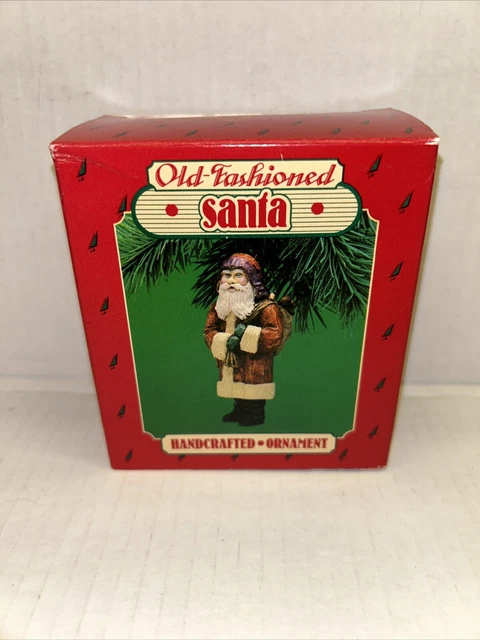 Old-Fashioned
santa
HANDCRAFTED • ORNAMENT